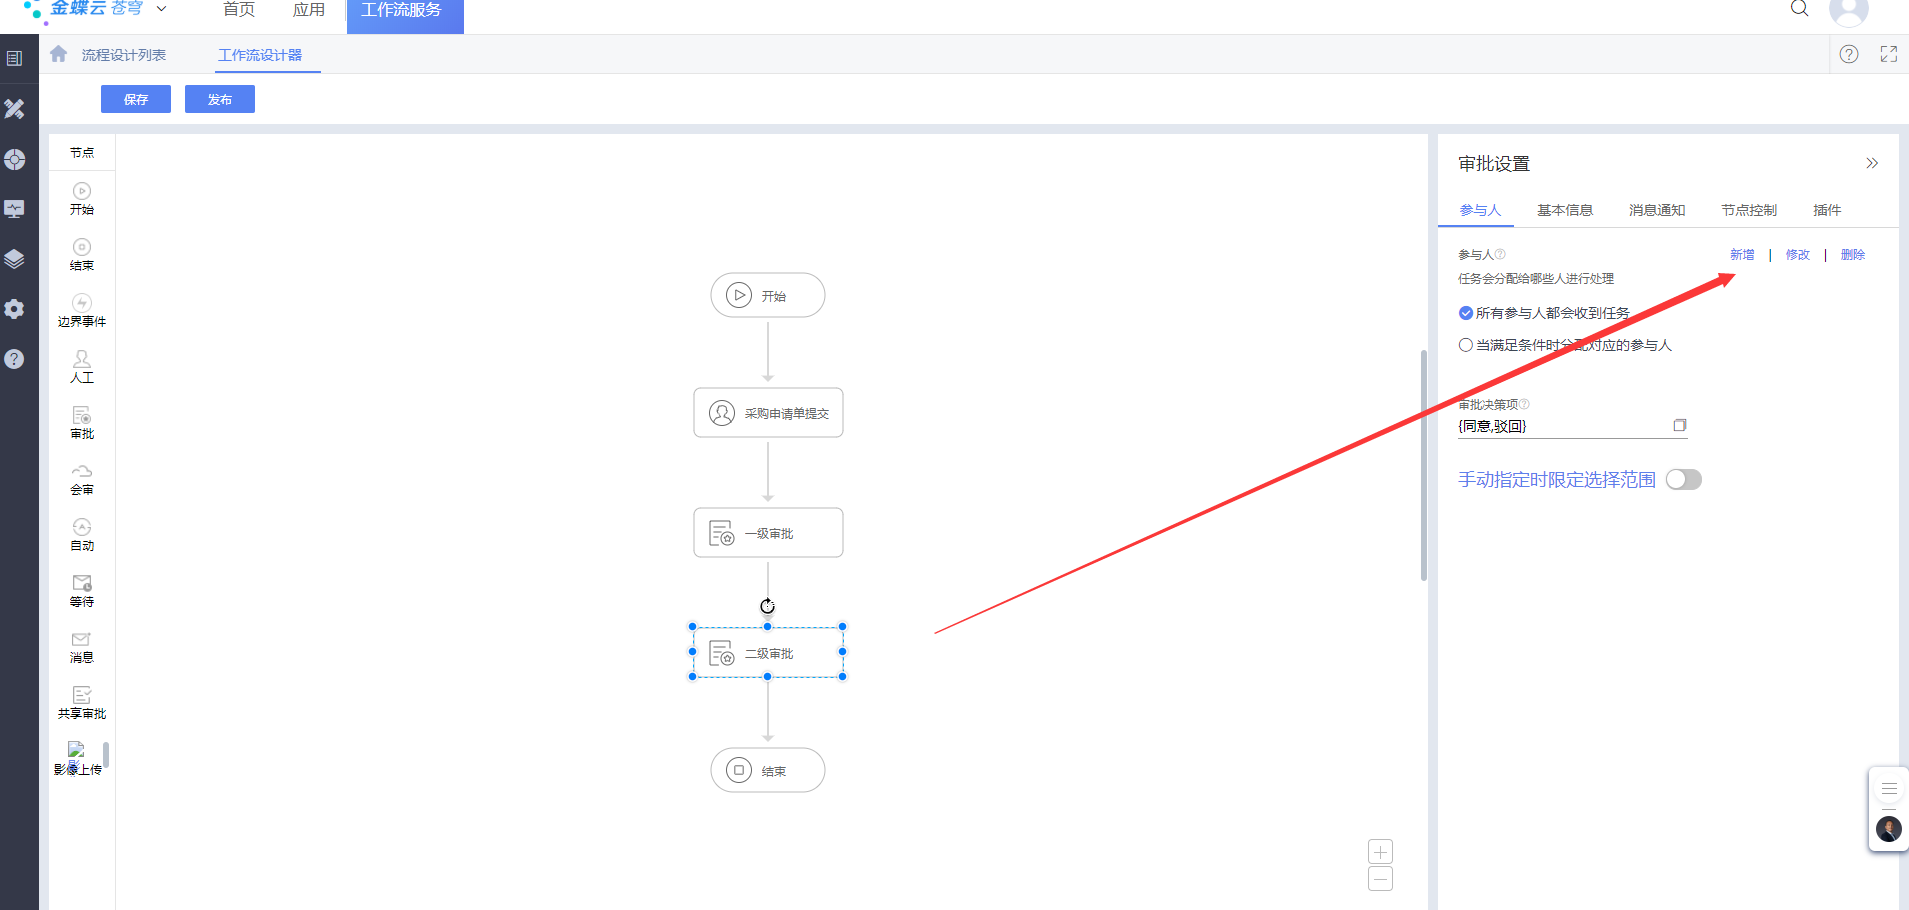 金蝶云 苍穹
首页 应用 工作流服务
流程设计列表 工作流设计器
保存 发布
节点
开始
结束
边界事件
人工
审批
会审
自动
等待
消息
共享审批
影像上传
开始
采购申请单提交
一级审批
二级审批
结束
审批设置
参与人 基本信息 消息通知 节点控制 插件
参与人 新增 | 修改 | 删除
任务会分配给哪些人进行处理
所有参与人都会收到任务
当满足条件时分配对应的参与人
审批决策项
{同意,驳回}
手动指定时限定选择范围